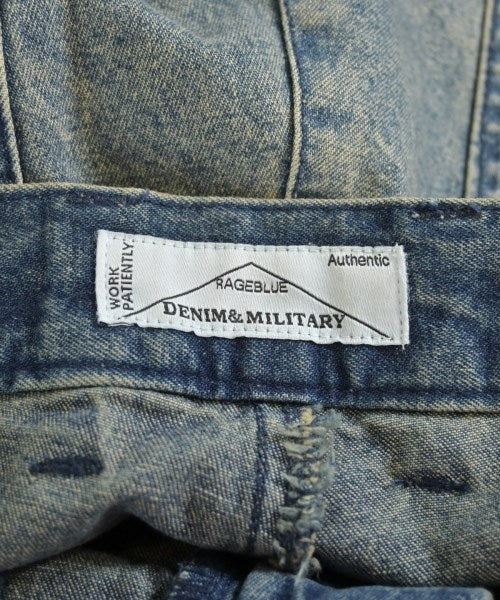 WORK
PATIENTLY
Authentic
RAGEBLUE
DENIM&MILITARY